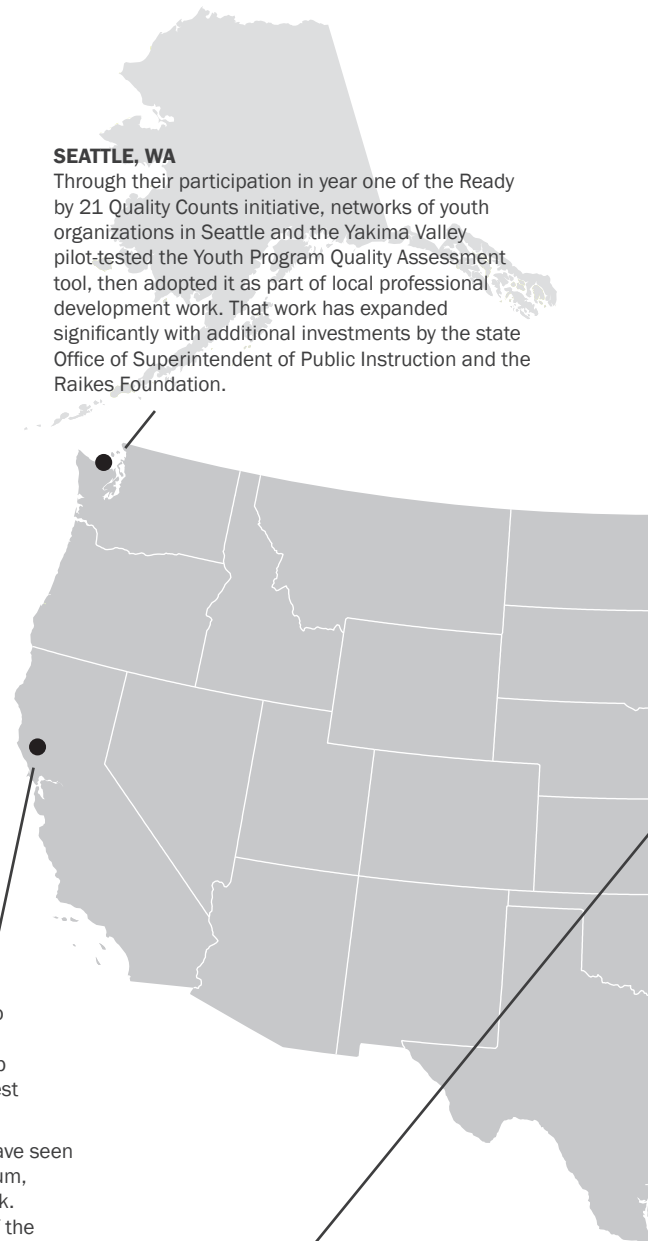 SEATTLE, WA
Through their participation in year one of the Ready
by 21 Quality Counts initiative, networks of youth
organizations in Seattle and the Yakima Valley
pilot-tested the Youth Program Quality Assessment
tool, then adopted it as part of local professional
development work. That work has expanded
significantly with additional investments by the state
Office of Superintendent of Public Instruction and the
Raikes Foundation.
ave seen
the